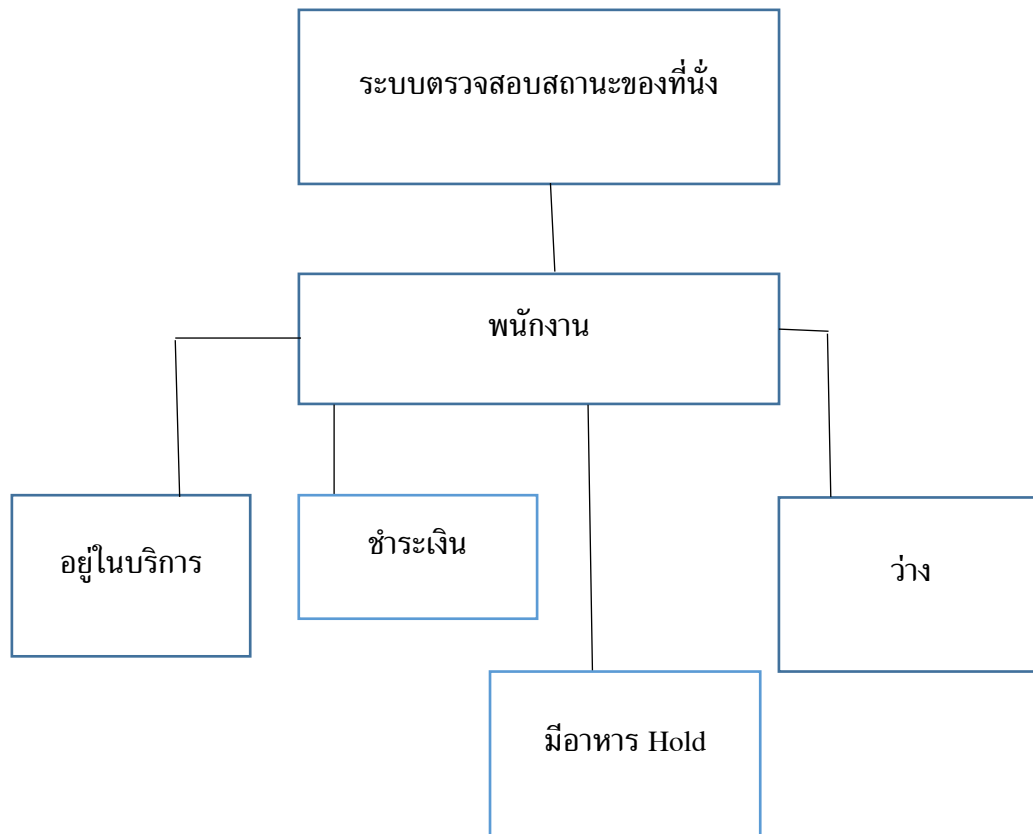 ระบบตรวจสอบสถานะของที่นั่ง
พนักงาน
อยู่ในบริการ
ชำระเงิน
ว่าง
มีอาหาร Hold